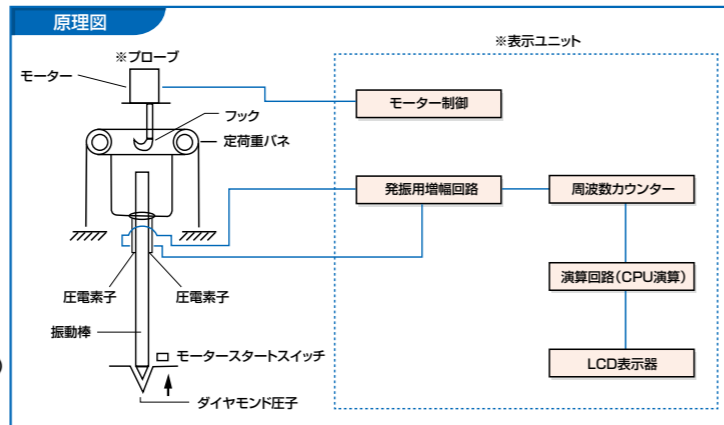 原理図
※プローブ
※表示ユニット
モーター
モーター制御
フック
定荷重バネ
発振用増幅回路
周波数カウンター
圧電素子
圧電素子
演算回路(CPU演算)
振動棒
モータースタートスイッチ
LCD表示器
ダイヤモンド圧子